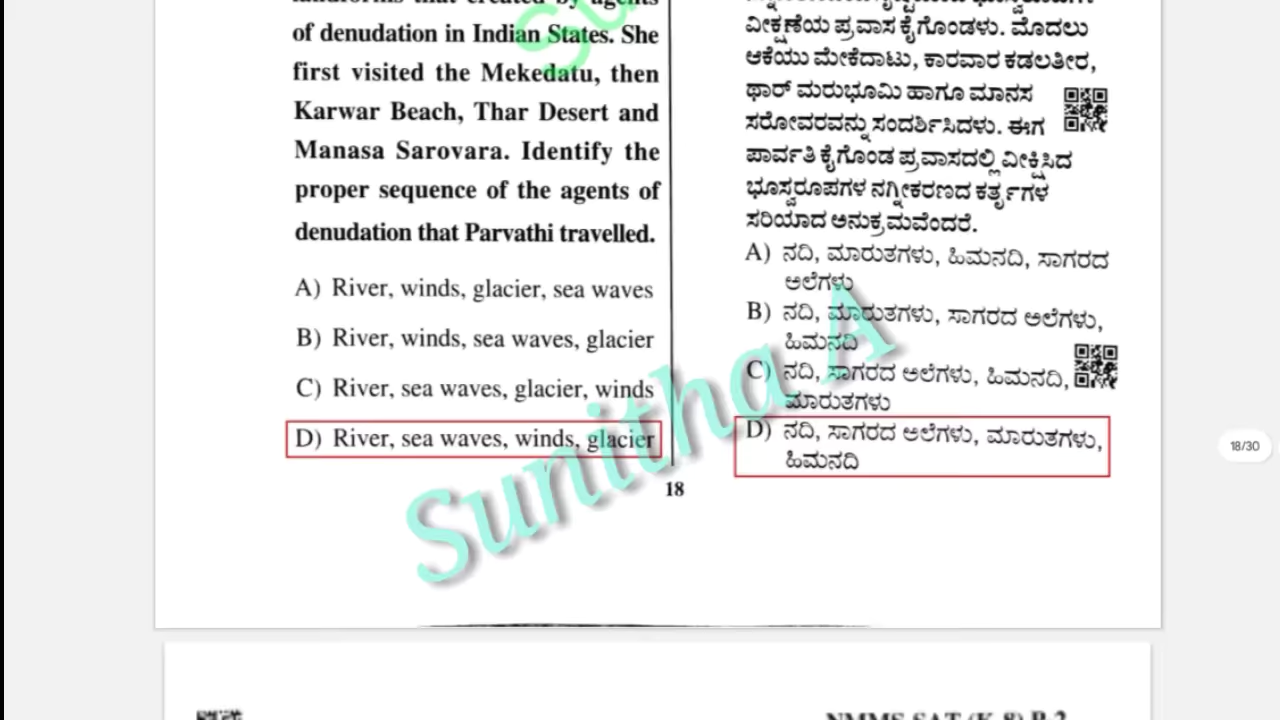 landforms that created by agents
of denudation in Indian States. She
first visited the Mekedatu, then
Karwar Beach, Thar Desert and
Manasa Sarovara. Identify the
proper sequence of the agents of
denudation that Parvathi travelled.
A) River, winds, glacier, sea waves
B) River, winds, sea waves, glacier
C) River, sea waves, glacier, winds
D) River, sea waves, winds, glacier
ವೀಕ್ಷಣೆಯ ಪ್ರವಾಸ ಕೈಗೊಂಡಳು. ಮೊದಲು
ಆಕೆಯು ಮೇಕೆದಾಟು, ಕಾರವಾರ ಕಡಲತೀರ,
ಥಾರ್ ಮರುಭೂಮಿ ಹಾಗೂ ಮಾನಸ
ಸರೋವರವನ್ನು ಸಂದರ್ಶಿಸಿದಳು. ಈಗ
ಪಾರ್ವತಿ ಕೈಗೊಂಡ ಪ್ರವಾಸದಲ್ಲಿ ವೀಕ್ಷಿಸಿದ
ಭೂಸ್ವರೂಪಗಳ ನಗ್ನೀಕರಣದ ಕರ್ತೃಗಳ
ಸರಿಯಾದ ಅನುಕ್ರಮವೆಂದರೆ.
A) ನದಿ, ಮಾರುತಗಳು, ಹಿಮನದಿ, ಸಾಗರದ
ಅಲೆಗಳು
B) ನದಿ, ಮಾರುತಗಳು, ಸಾಗರದ ಅಲೆಗಳು,
ಹಿಮನದಿ
C) ನದಿ, ಸಾಗರದ ಅಲೆಗಳು, ಹಿಮನದಿ,
ಮಾರುತಗಳು
D) ನದಿ, ಸಾಗರದ ಅಲೆಗಳು, ಮಾರುತಗಳು,
ಹಿಮನದಿ
Sunitha A
18
18/30